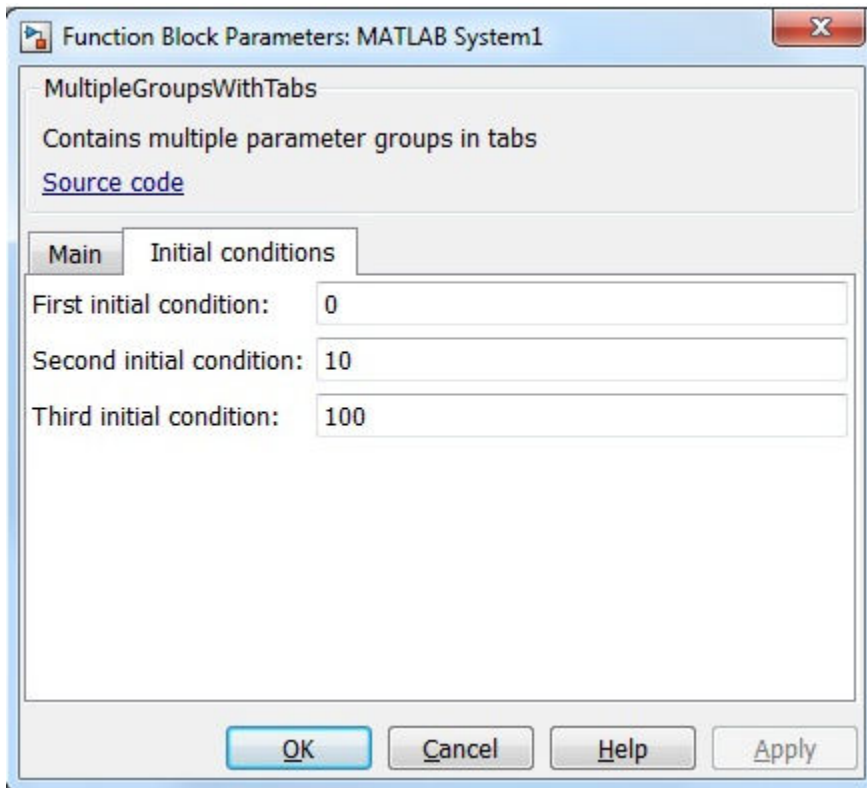 Function Block Parameters: MATLAB System1
MultipleGroupsWithTabs
Contains multiple parameter groups in tabs
Source code
Main Initial conditions
First initial condition: 0
Second initial condition: 10
Third initial condition: 100
OK Cancel Help Apply